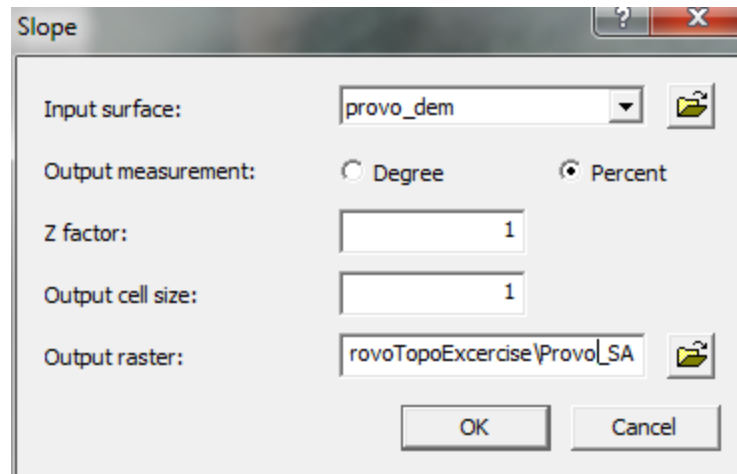 Slope ? X
Input surface: provo_dem
Output measurement: Degree Percent
Z factor: 1
Output cell size: 1
Output raster: rovoTopoExcercise\Provo_SA
OK Cancel